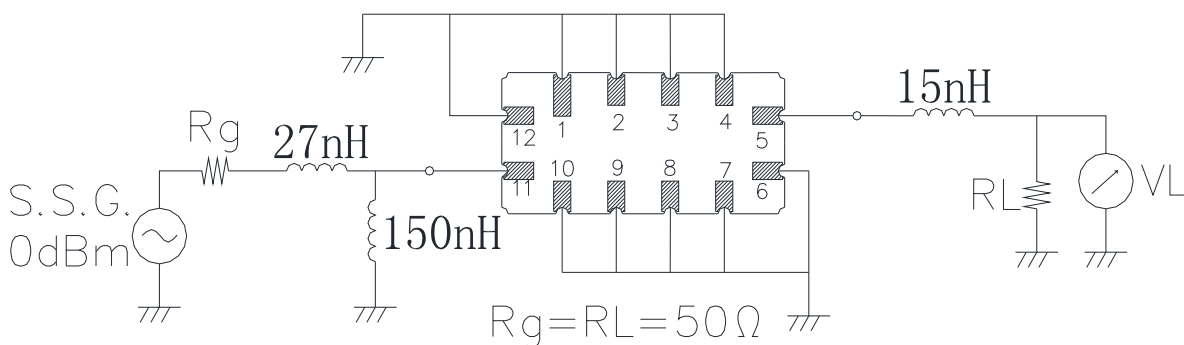 15nH
Rg
27nH
12 1 2 3 4 5
S.S.G.
0dBm
11 10 9 8 7 6
150nH
RL
VL
Rg=RL=50Ω